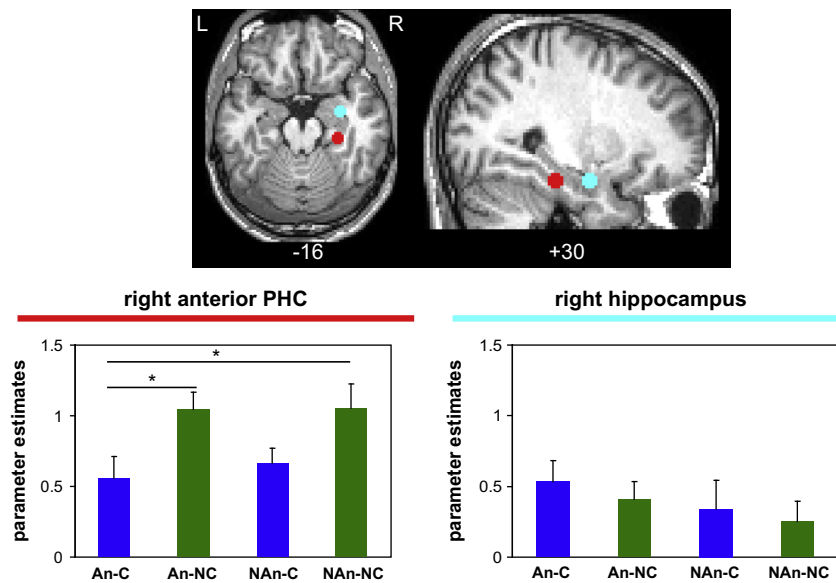 L R
-16 +30
right anterior PHC
right hippocampus
parameter estimates
1.5
1
0.5
0
*
*
An-C An-NC NAn-C NAn-NC
parameter estimates
1.5
1
0.5
0
An-C An-NC NAn-C NAn-NC